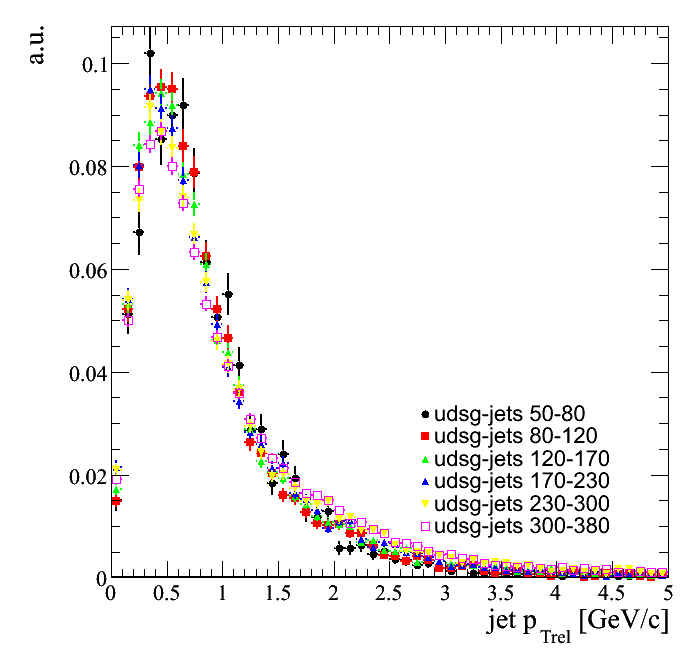 a.u.
0.1
0.08
0.06
0.04
0.02
0
udsg-jets 50-80
udsg-jets 80-120
udsg-jets 120-170
udsg-jets 170-230
udsg-jets 230-300
udsg-jets 300-380
0 0.5 1 1.5 2 2.5 3 3.5 4 4.5 5
jet p Trel [GeV/c]